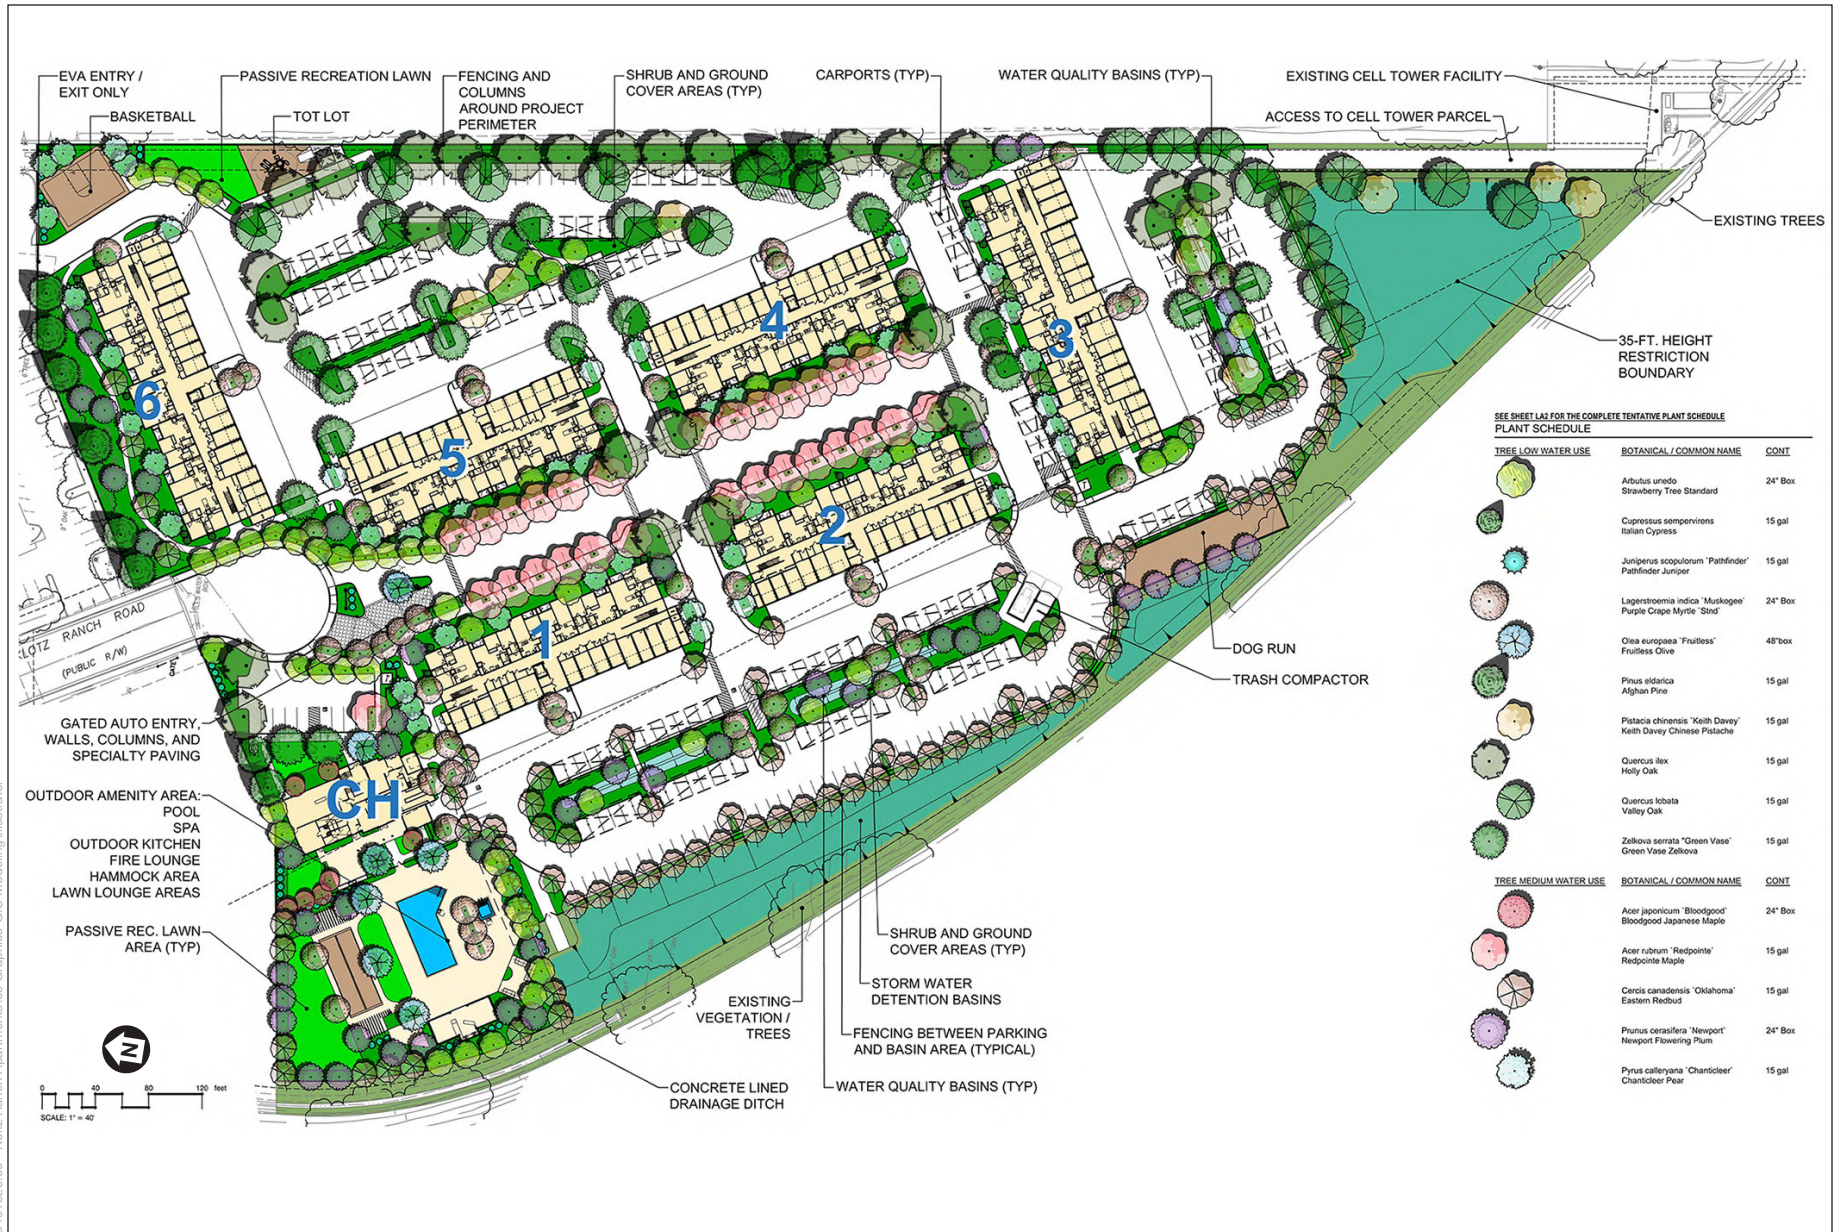 EVA ENTRY /
EXIT ONLY
BASKETBALL
PASSIVE RECREATION LAWN
TOT LOT
FENCING AND
COLUMNS
AROUND PROJECT
PERIMETER
SHRUB AND GROUND
COVER AREAS (TYP)
CARPORTS (TYP)
WATER QUALITY BASINS (TYP)
EXISTING CELL TOWER FACILITY
ACCESS TO CELL TOWER PARCEL
EXISTING TREES
35-FT. HEIGHT
RESTRICTION
BOUNDARY
6
5
4
3
2
1
CH
KLOTZ RANCH ROAD
(PUBLIC R/W)
GATE
GATED AUTO ENTRY,
WALLS, COLUMNS, AND
SPECIALTY PAVING
OUTDOOR AMENITY AREA:
POOL
SPA
OUTDOOR KITCHEN
FIRE LOUNGE
HAMMOCK AREA
LAWN LOUNGE AREAS
PASSIVE REC. LAWN
AREA (TYP)
DOG RUN
TRASH COMPACTOR
SHRUB AND GROUND
COVER AREAS (TYP)
STORM WATER
DETENTION BASINS
EXISTING
VEGETATION /
TREES
FENCING BETWEEN PARKING
AND BASIN AREA (TYPICAL)
WATER QUALITY BASINS (TYP)
CONCRETE LINED
DRAINAGE DITCH
N
0 40 80 120 feet
SCALE: 1" = 40'
SEE SHEET LA2 FOR THE COMPLETE TENTATIVE PLANT SCHEDULE
PLANT SCHEDULE
TREE LOW WATER USE BOTANICAL / COMMON NAME CONT
Arbutus unedo 24" Box
Strawberry Tree Standard
Cupressus sempervirens 15 gal
Italian Cypress
Juniperus scopulorum `Pathfinder` 15 gal
Pathfinder Juniper
Lagerstroemia indica `Muskogee` 24" Box
Purple Crape Myrtle `Stnd`
Olea europaea `Fruitless` 48"box
Fruitless Olive
Pinus eldarica 15 gal
Afghan Pine
Pistacia chinensis `Keith Davey` 15 gal
Keith Davey Chinese Pistache
Quercus ilex 15 gal
Holly Oak
Quercus lobata 15 gal
Valley Oak
Zelkova serrata "Green Vase` 15 gal
Green Vase Zelkova
TREE MEDIUM WATER USE BOTANICAL / COMMON NAME CONT
Acer japonicum `Bloodgood` 24" Box
Bloodgood Japanese Maple
Acer rubrum `Redpointe` 15 gal
Redpointe Maple
Cercis canadensis `Oklahoma` 15 gal
Eastern Redbud
Prunus cerasifera `Newport` 24" Box
Newport Flowering Plum
Pyrus calleryana `Chanticleer` 15 gal
Chanticleer Pear